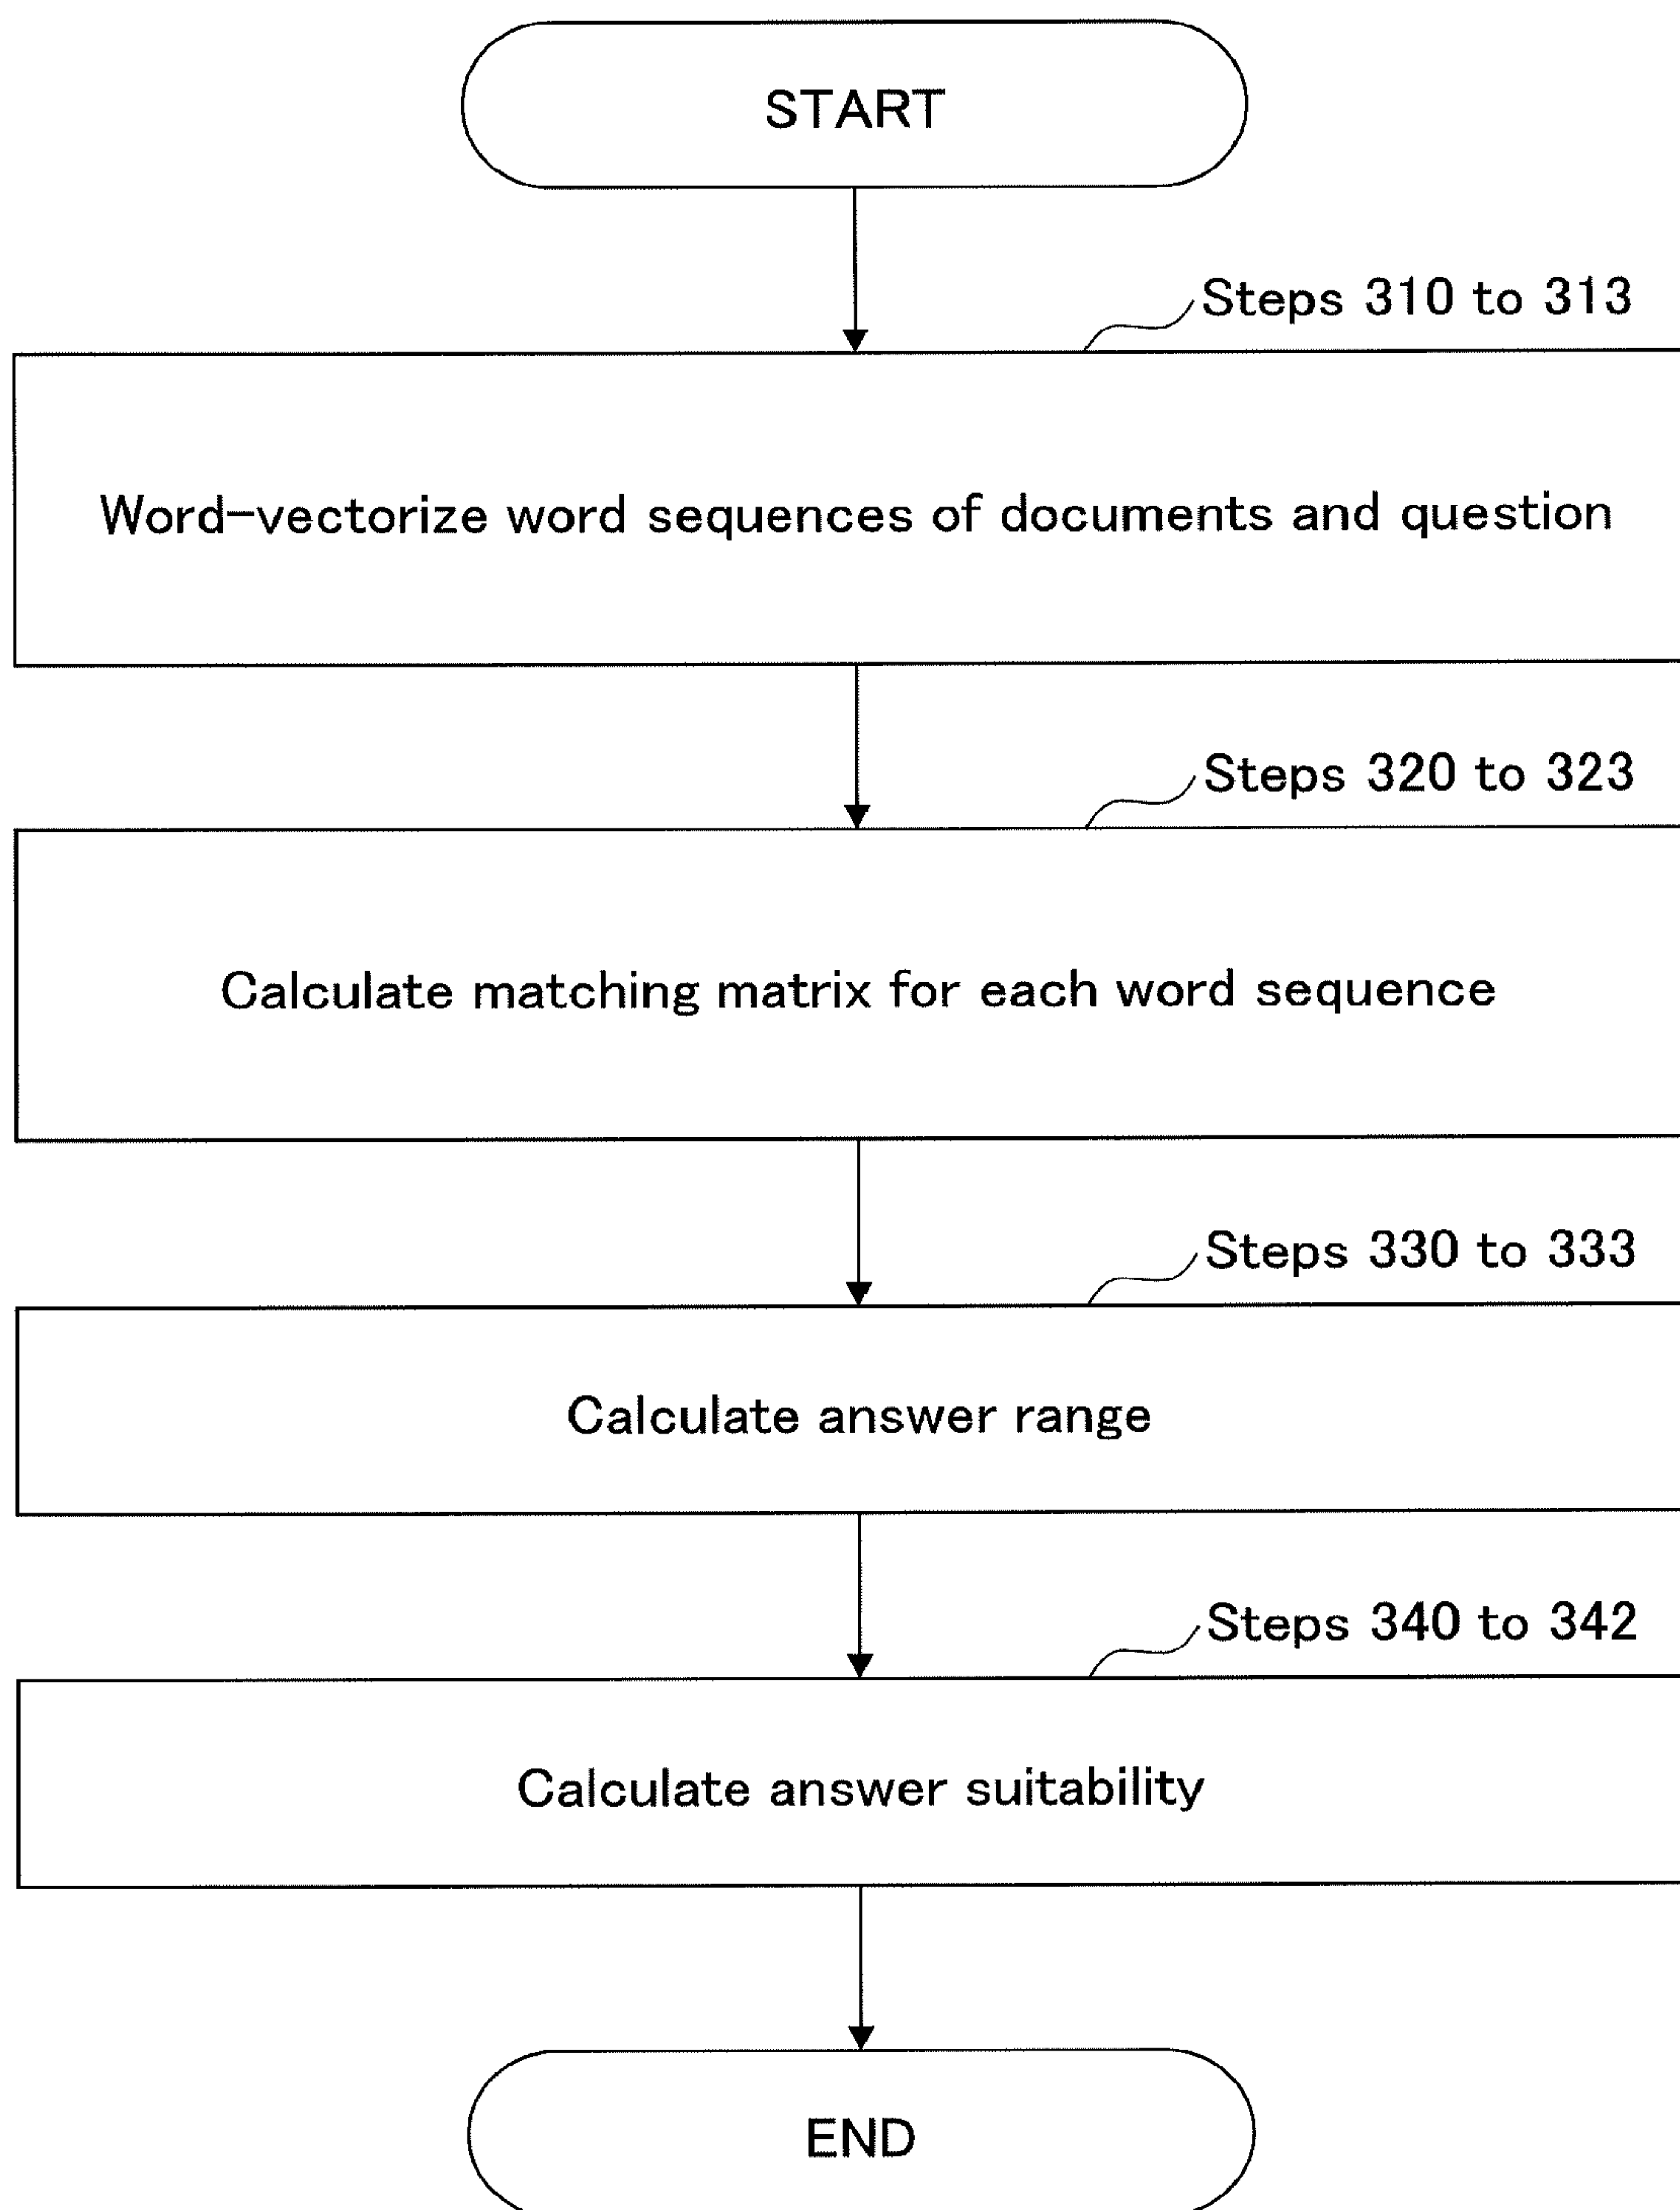 START
Steps 310 to 313
Word-vectorize word sequences of documents and question
Steps 320 to 323
Calculate matching matrix for each word sequence
Steps 330 to 333
Calculate answer range
Steps 340 to 342
Calculate answer suitability
END